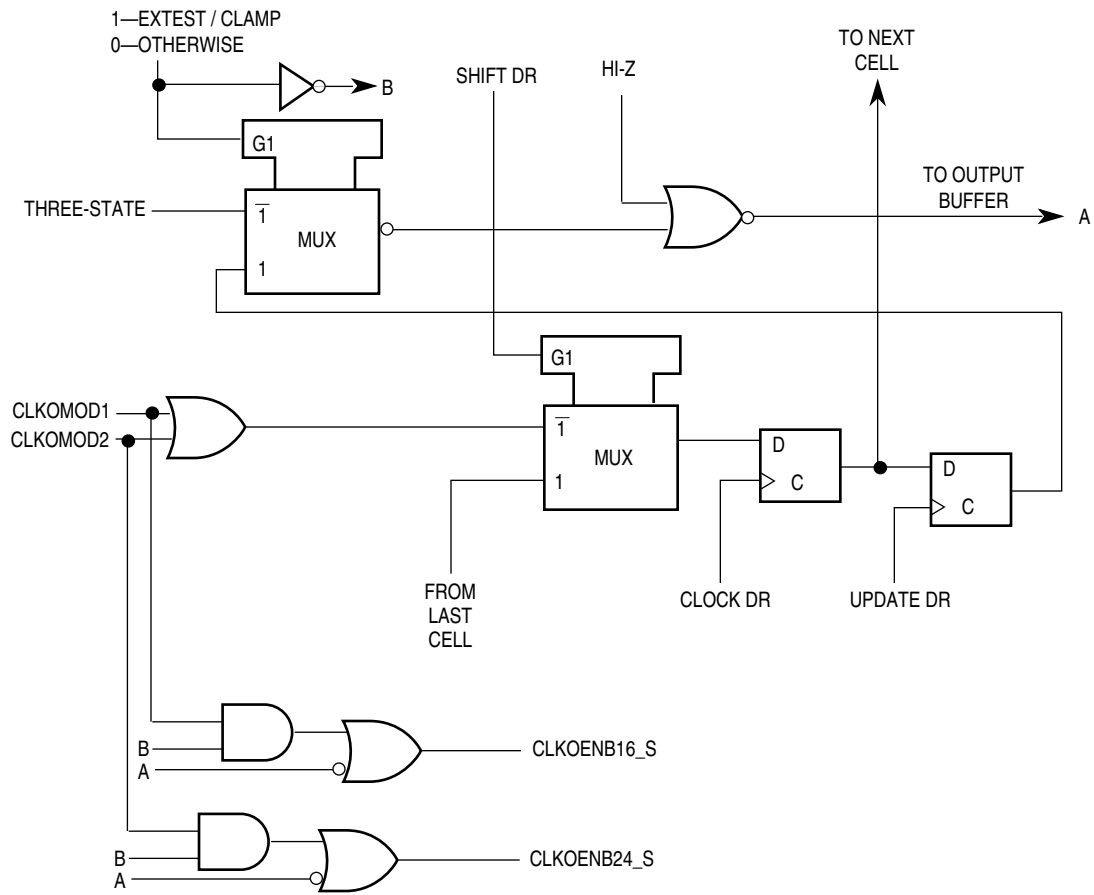 1—EXTEST / CLAMP
0—OTHERWISE
B
SHIFT DR
HI-Z
TO NEXT
CELL
G1
THREE-STATE
1
MUX
1
TO OUTPUT
BUFFER
A
G1
CLKOMOD1
CLKOMOD2
1
MUX
1
D
C
D
C
FROM
LAST
CELL
CLOCK DR
UPDATE DR
B
A
CLKOENB16_S
B
A
CLKOENB24_S